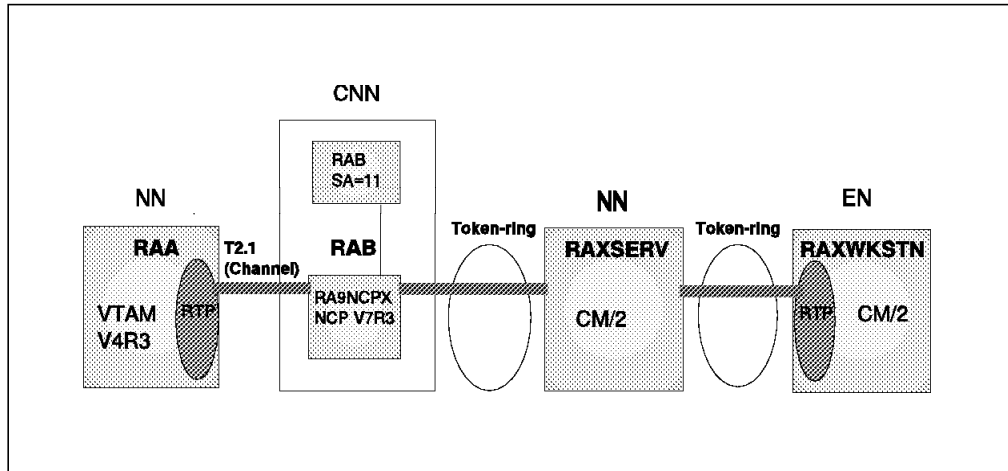 CNN
RAB
SA=11
NN
RAA
RTP
VTAM
V4R3
T2.1
(Channel)
RAB
RA9NCPX
NCP V7R3
Token-ring
NN
RAXSERV
CM/2
Token-ring
EN
RAXWKSTN
RTP
CM/2